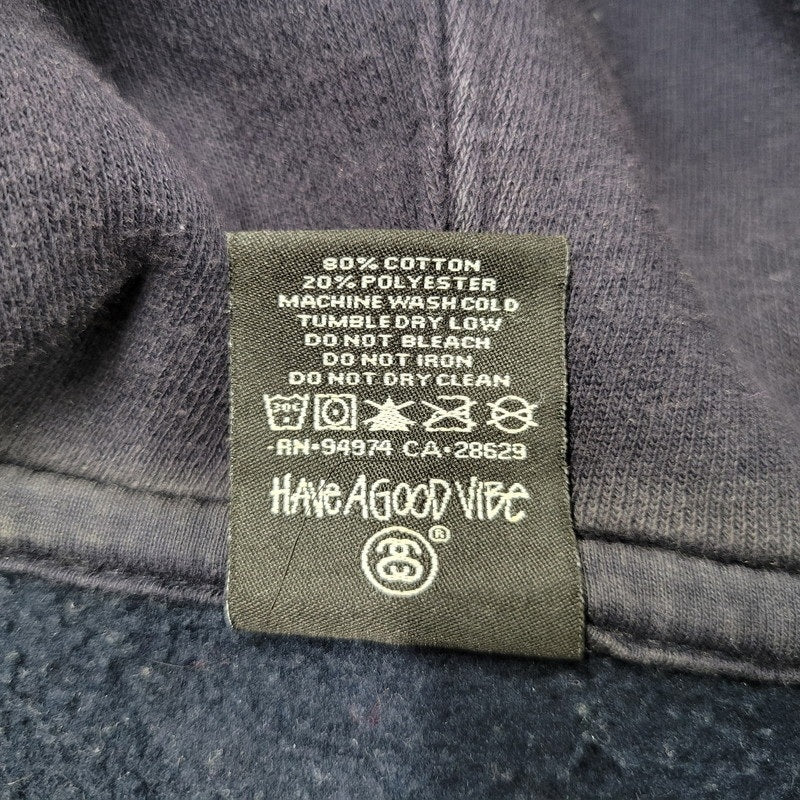 80% COTTON
20% POLYESTER
MACHINE WASH COLD
TUMBLE DRY LOW
DO NOT BLEACH
DO NOT IRON
DO NOT DRY CLEAN
30C
RN•94974 CA•28629
HAVE A GOOD VIBE
®